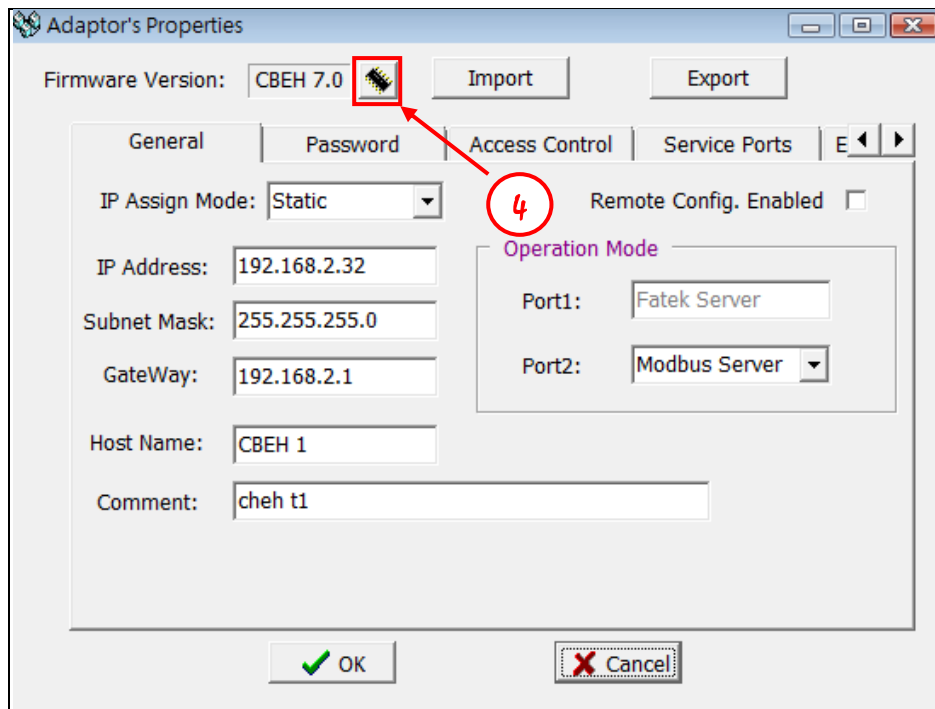 Adaptor's Properties
Firmware Version: CBEH 7.0 Import Export
General Password Access Control Service Ports E
IP Assign Mode: Static Remote Config. Enabled
4
Operation Mode
IP Address: 192.168.2.32
Port1: Fatek Server
Subnet Mask: 255.255.255.0
Port2: Modbus Server
GateWay: 192.168.2.1
Host Name: CBEH 1
Comment: cheh t1
OK Cancel